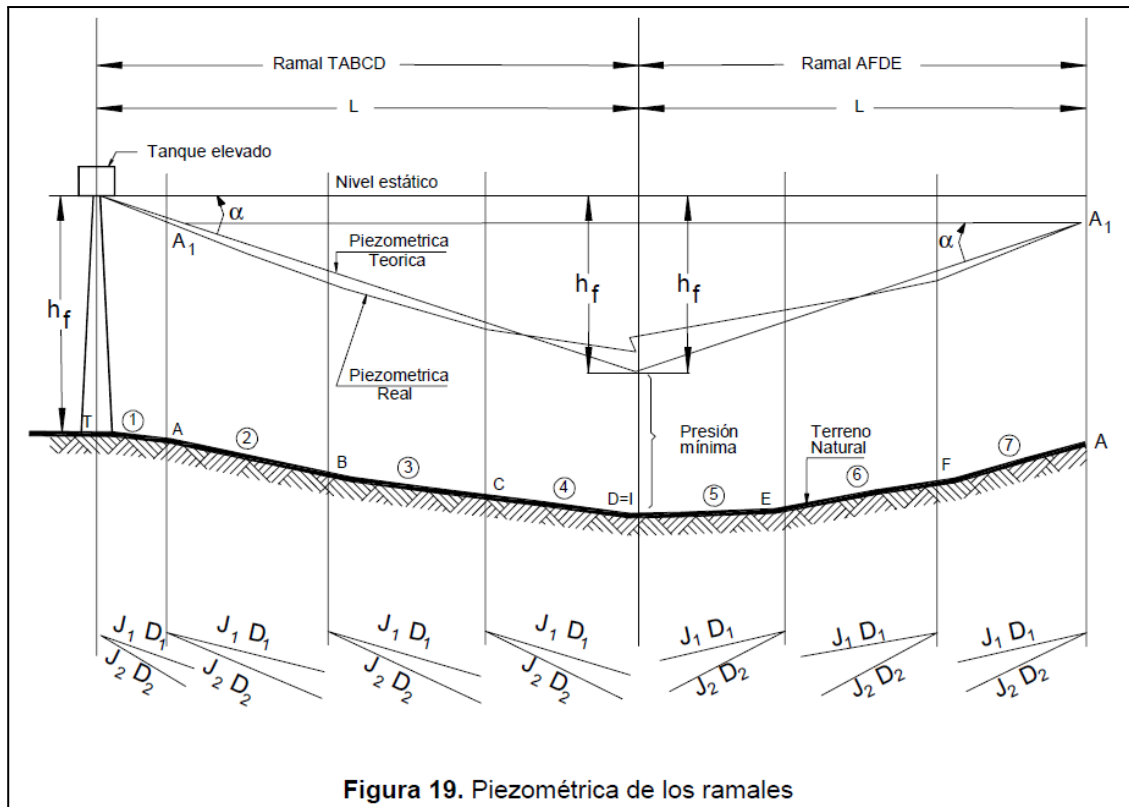 Ramal TABCD
Ramal AFDE
L
L
Tanque elevado
Nivel estático
α
A1
Piezometrica
Teorica
hf
hf
hf
α
A1
Piezometrica
Real
T
1
A
2
B
3
C
4
D=I
Presión
mínima
5
E
Terreno
Natural
6
F
7
A
J1 D1
J2 D2
J1 D1
J2 D2
J1 D1
J2 D2
J1 D1
J2 D2
J1 D1
J2 D2
J1 D1
J2 D2
J1 D1
J2 D2
Figura 19. Piezométrica de los ramales